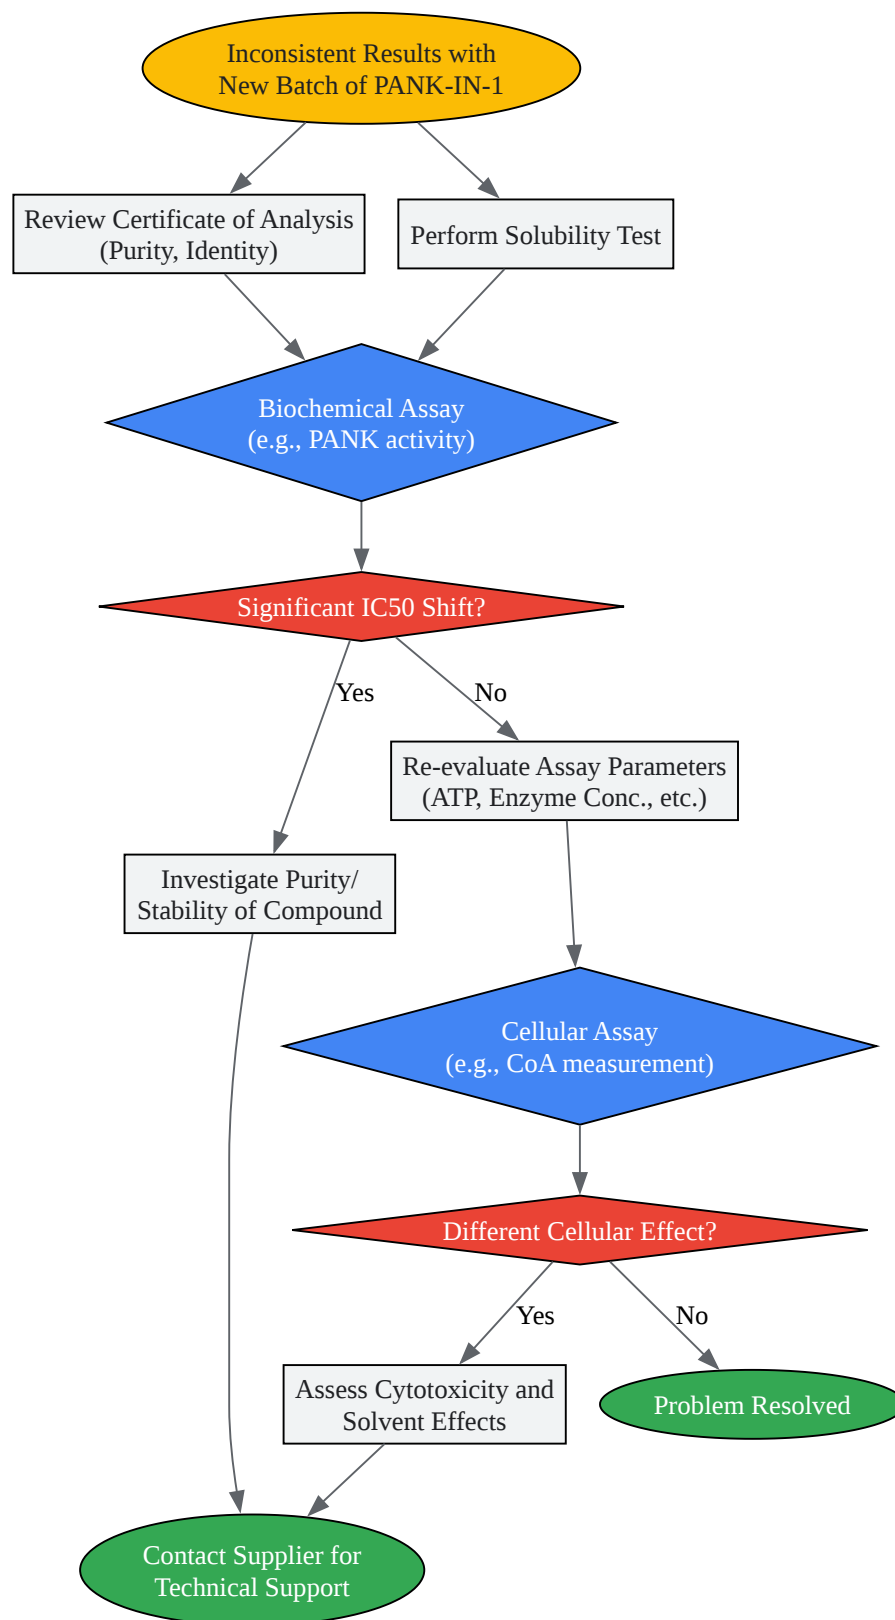 Inconsistent Results with
New Batch of PANK-IN-1
Review Certificate of Analysis
(Purity, Identity)
Perform Solubility Test
Biochemical Assay
(e.g., PANK activity)
Significant IC50 Shift?
Yes
No
Re-evaluate Assay Parameters
(ATP, Enzyme Conc., etc.)
Investigate Purity/
Stability of Compound
Cellular Assay
(e.g., CoA measurement)
Different Cellular Effect?
Yes
No
Assess Cytotoxicity and
Solvent Effects
Problem Resolved
Contact Supplier for
Technical Support